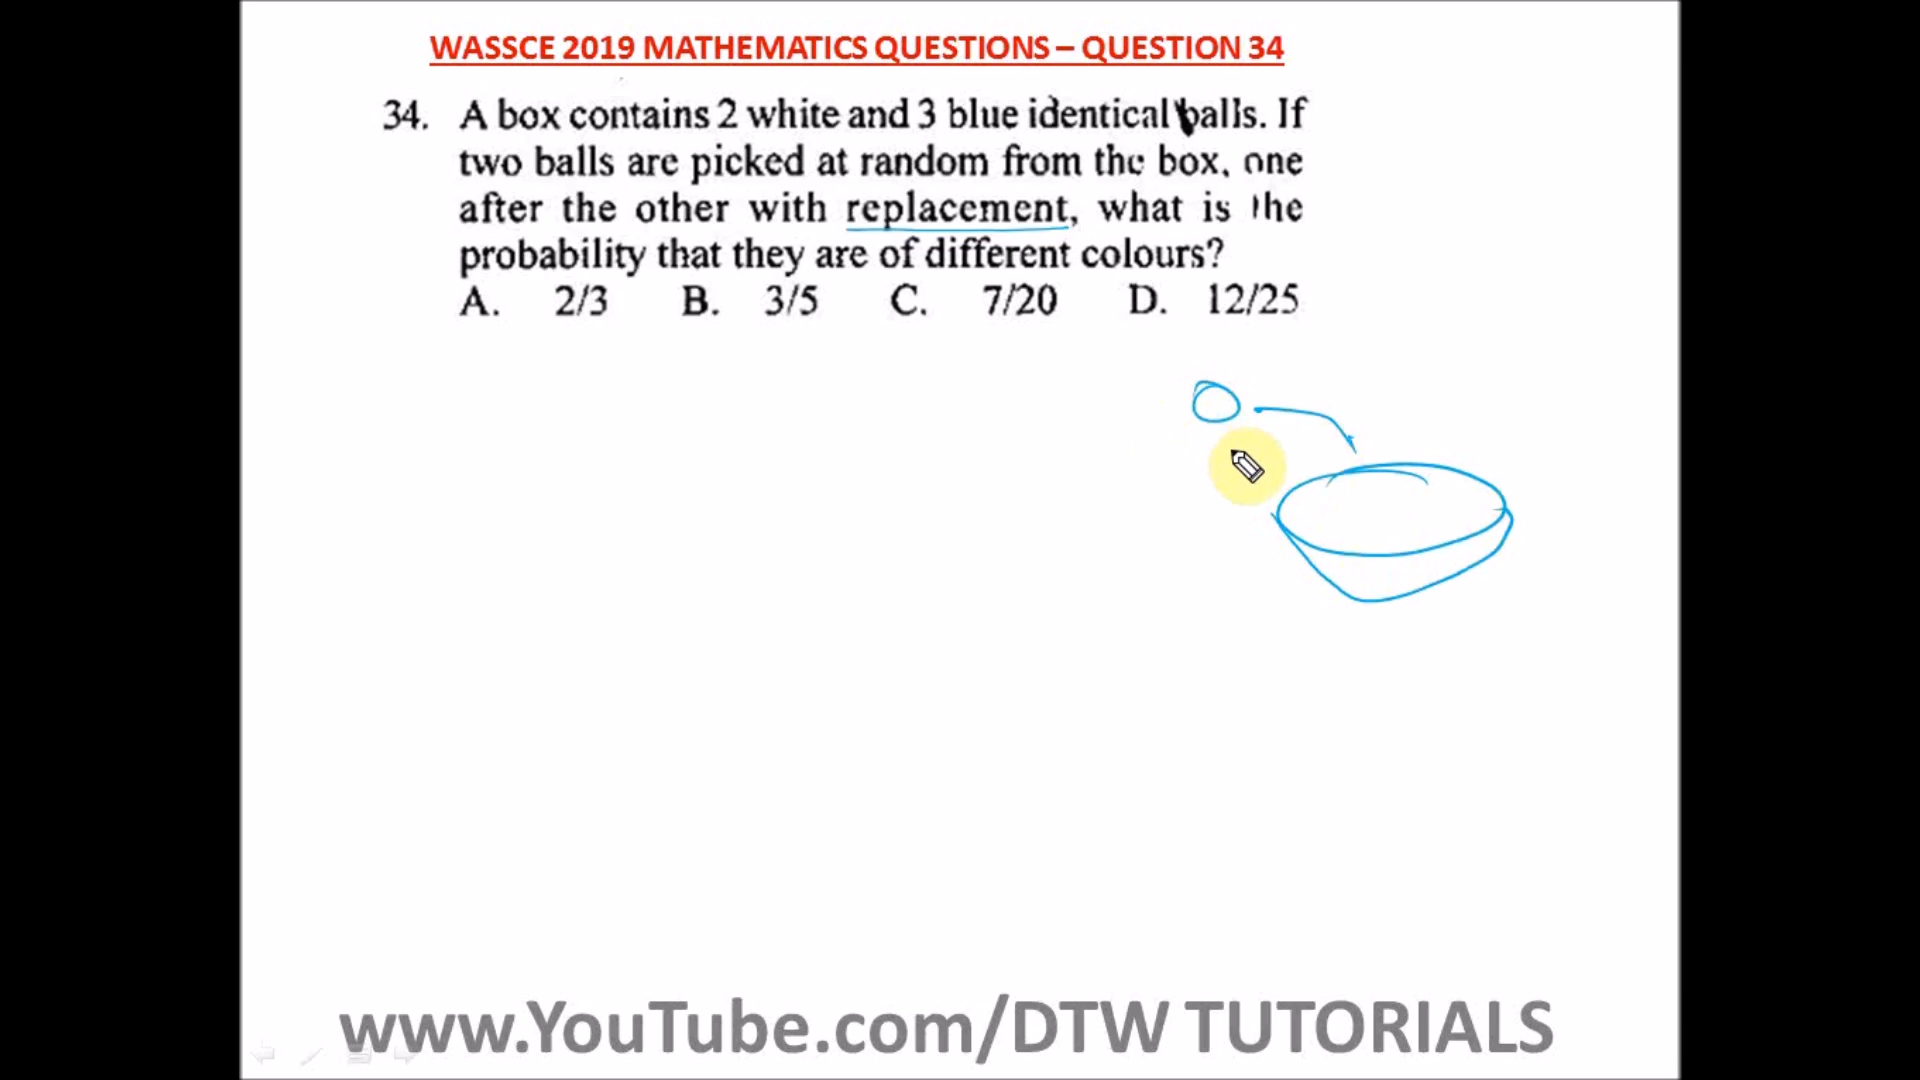 WASSCE 2019 MATHEMATICS QUESTIONS – QUESTION 34
34. A box contains 2 white and 3 blue identical balls. If
two balls are picked at random from the box, one
after the other with replacement, what is the
probability that they are of different colours?
A. 2/3 B. 3/5 C. 7/20 D. 12/25
www.YouTube.com/DTW TUTORIALS